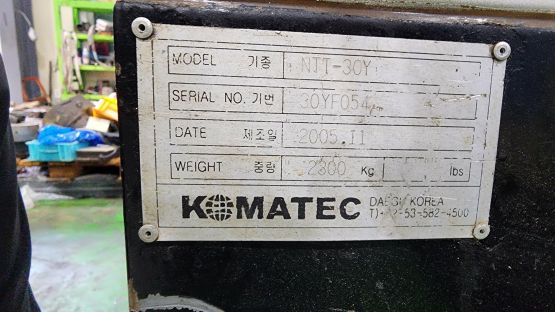 MODEL 기종 NTT-30Y
SERIAL NO. 기번 30YF054
DATE 제조일 2005.11
WEIGHT 중량 2300 Kg lbs
KOMATEC
KOREA